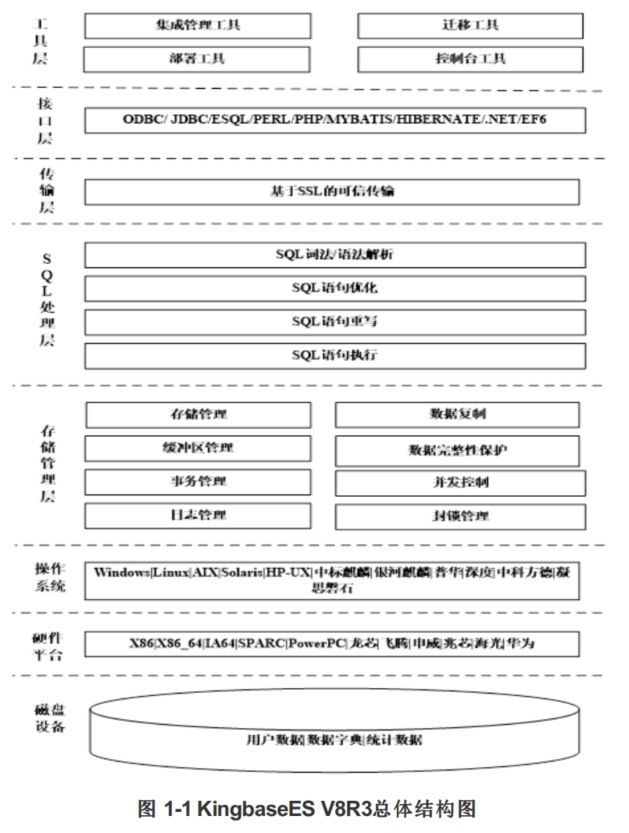 工具层
集成管理工具
迁移工具
部署工具
控制台工具
接口层
ODBC/ JDBC/ESQL/PERL/PHP/MYBATIS/HIBERNATE/.NET/EF6
传输层
基于SSL的可信传输
SQL处理层
SQL词法/语法解析
SQL语句优化
SQL语句重写
SQL语句执行
存储管理层
存储管理
数据复制
缓冲区管理
数据完整性保护
事务管理
并发控制
日志管理
封锁管理
操作
系统
Windows|Linux|AIX|Solaris|HP-UX|中标麒麟|银河麒麟|普华|深度|中科方德|凝
思磐石
硬件
平台
X86|X86_64|IA64|SPARC|PowerPC|龙芯|飞腾|申威|兆芯|海光|华为
磁盘
设备
用户数据|数据字典|统计数据
图 1-1 KingbaseES V8R3总体结构图